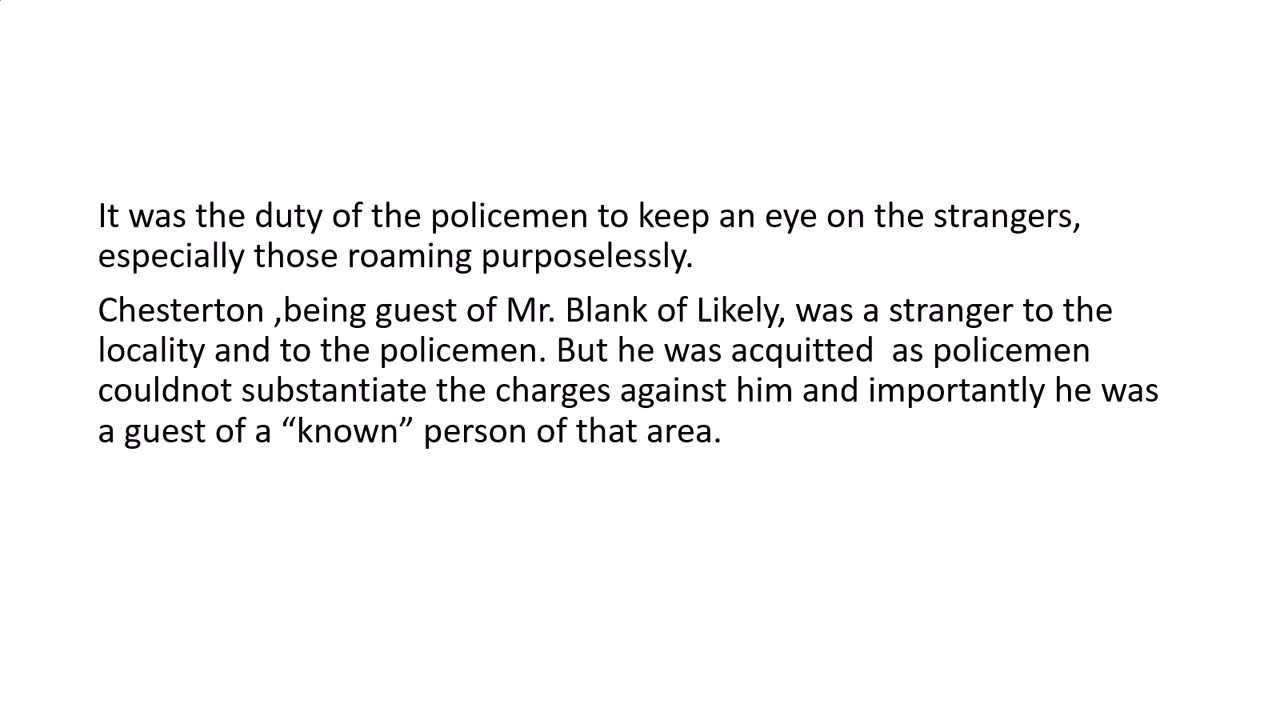 It was the duty of the policemen to keep an eye on the strangers,
especially those roaming purposelessly.
Chesterton ,being guest of Mr. Blank of Likely, was a stranger to the
locality and to the policemen. But he was acquitted  as policemen
couldnot substantiate the charges against him and importantly he was
a guest of a “known” person of that area.